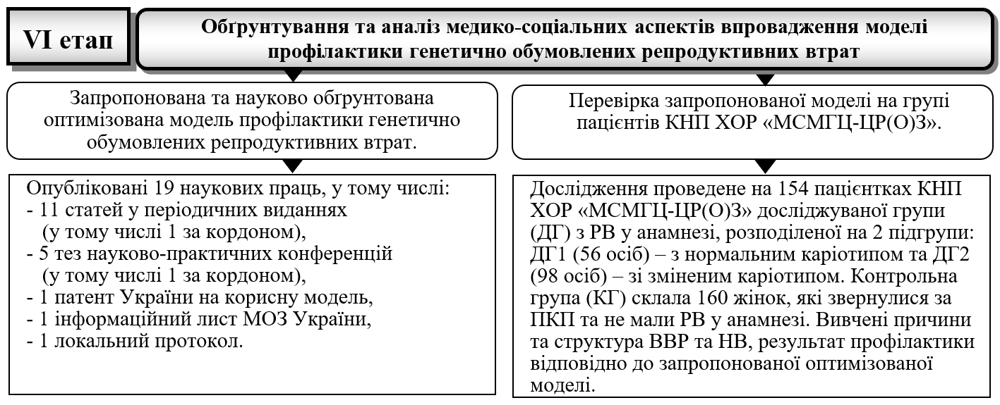 VI етап
Обґрунтування та аналіз медико-соціальних аспектів впровадження моделі
профілактики генетично обумовлених репродуктивних втрат
Запропонована та науково обґрунтована
оптимізована модель профілактики генетично
обумовлених репродуктивних втрат.
Перевірка запропонованої моделі на групі
пацієнтів КНП ХОР «МСМГЦ-ЦР(О)З».
Опубліковані 19 наукових праць, у тому числі:
- 11 статей у періодичних виданнях
(у тому числі 1 за кордоном),
- 5 тез науково-практичних конференцій
(у тому числі 1 за кордоном),
- 1 патент України на корисну модель,
- 1 інформаційний лист МОЗ України,
- 1 локальний протокол.
Дослідження проведене на 154 пацієнтках КНП
ХОР «МСМГЦ-ЦР(О)З» досліджуваної групи
(ДГ) з РВ у анамнезі, розподіленої на 2 підгрупи:
ДГ1 (56 осіб) – з нормальним каріотипом та ДГ2
(98 осіб) – зі зміненим каріотипом. Контрольна
група (КГ) склала 160 жінок, які звернулися за
ПКП та не мали РВ у анамнезі. Вивчені причини
та структура ВВР та НВ, результат профілактики
відповідно до запропонованої оптимізованої
моделі.